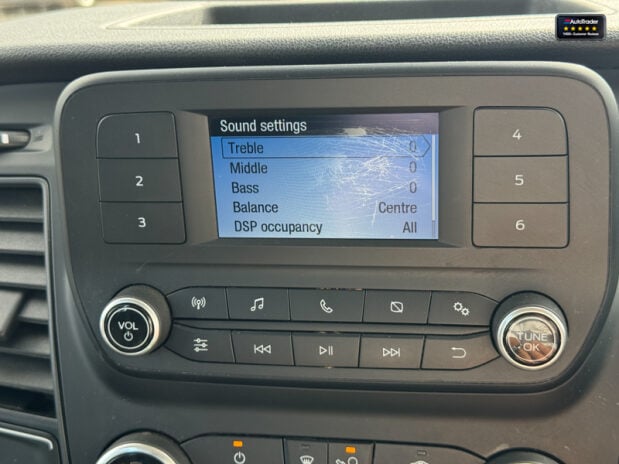 AutoTrader
Sound settings
1
2
3
Treble 0
Middle 0
Bass 0
Balance Centre
DSP occupancy All
4
5
6
VOL
TUNE
OK